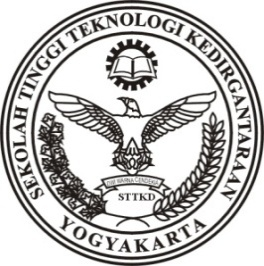 SEKOLAH TINGGI TEKNOLOGI KEDIRGANTARAAN
STTKD
YOGYAKARTA